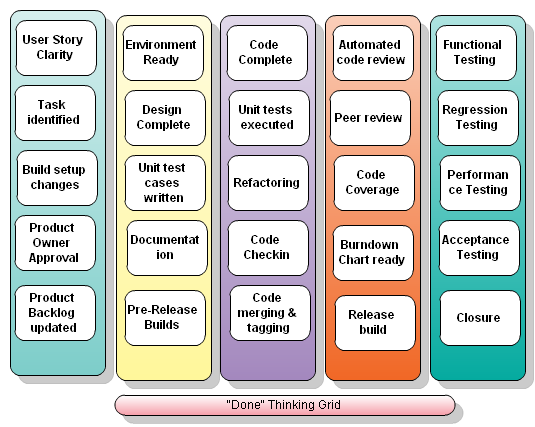 User Story
Clarity
Task
identified
Build setup
changes
Product
Owner
Approval
Product
Backlog
updated
Environment
Ready
Design
Complete
Unit test
cases
written
Documentat
ion
Pre-Release
Builds
Code
Complete
Unit tests
executed
Refactoring
Code
Checkin
Code
merging &
tagging
Automated
code review
Peer review
Code
Coverage
Burndown
Chart ready
Release
build
Functional
Testing
Regression
Testing
Performan
ce Testing
Acceptance
Testing
Closure
"Done" Thinking Grid